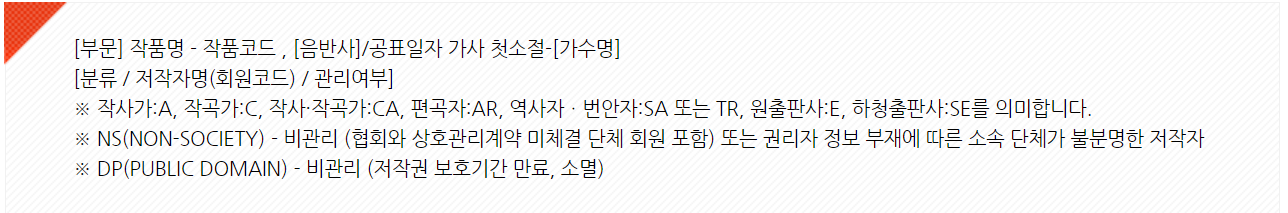 [부문] 작품명 - 작품코드 , [음반사]/공표일자 가사 첫소절-[가수명]
[분류 / 저작자명(회원코드) / 관리여부]
※ 작사가:A, 작곡가:C, 작사·작곡가:CA, 편곡자:AR, 역사자 · 번안자:SA 또는 TR, 원출판사:E, 하청출판사:SE를 의미합니다.
※ NS(NON-SOCIETY) - 비관리 (협회와 상호관리계약 미체결 단체 회원 포함) 또는 권리자 정보 부재에 따른 소속 단체가 불분명한 저작자
※ DP(PUBLIC DOMAIN) - 비관리 (저작권 보호기간 만료, 소멸)